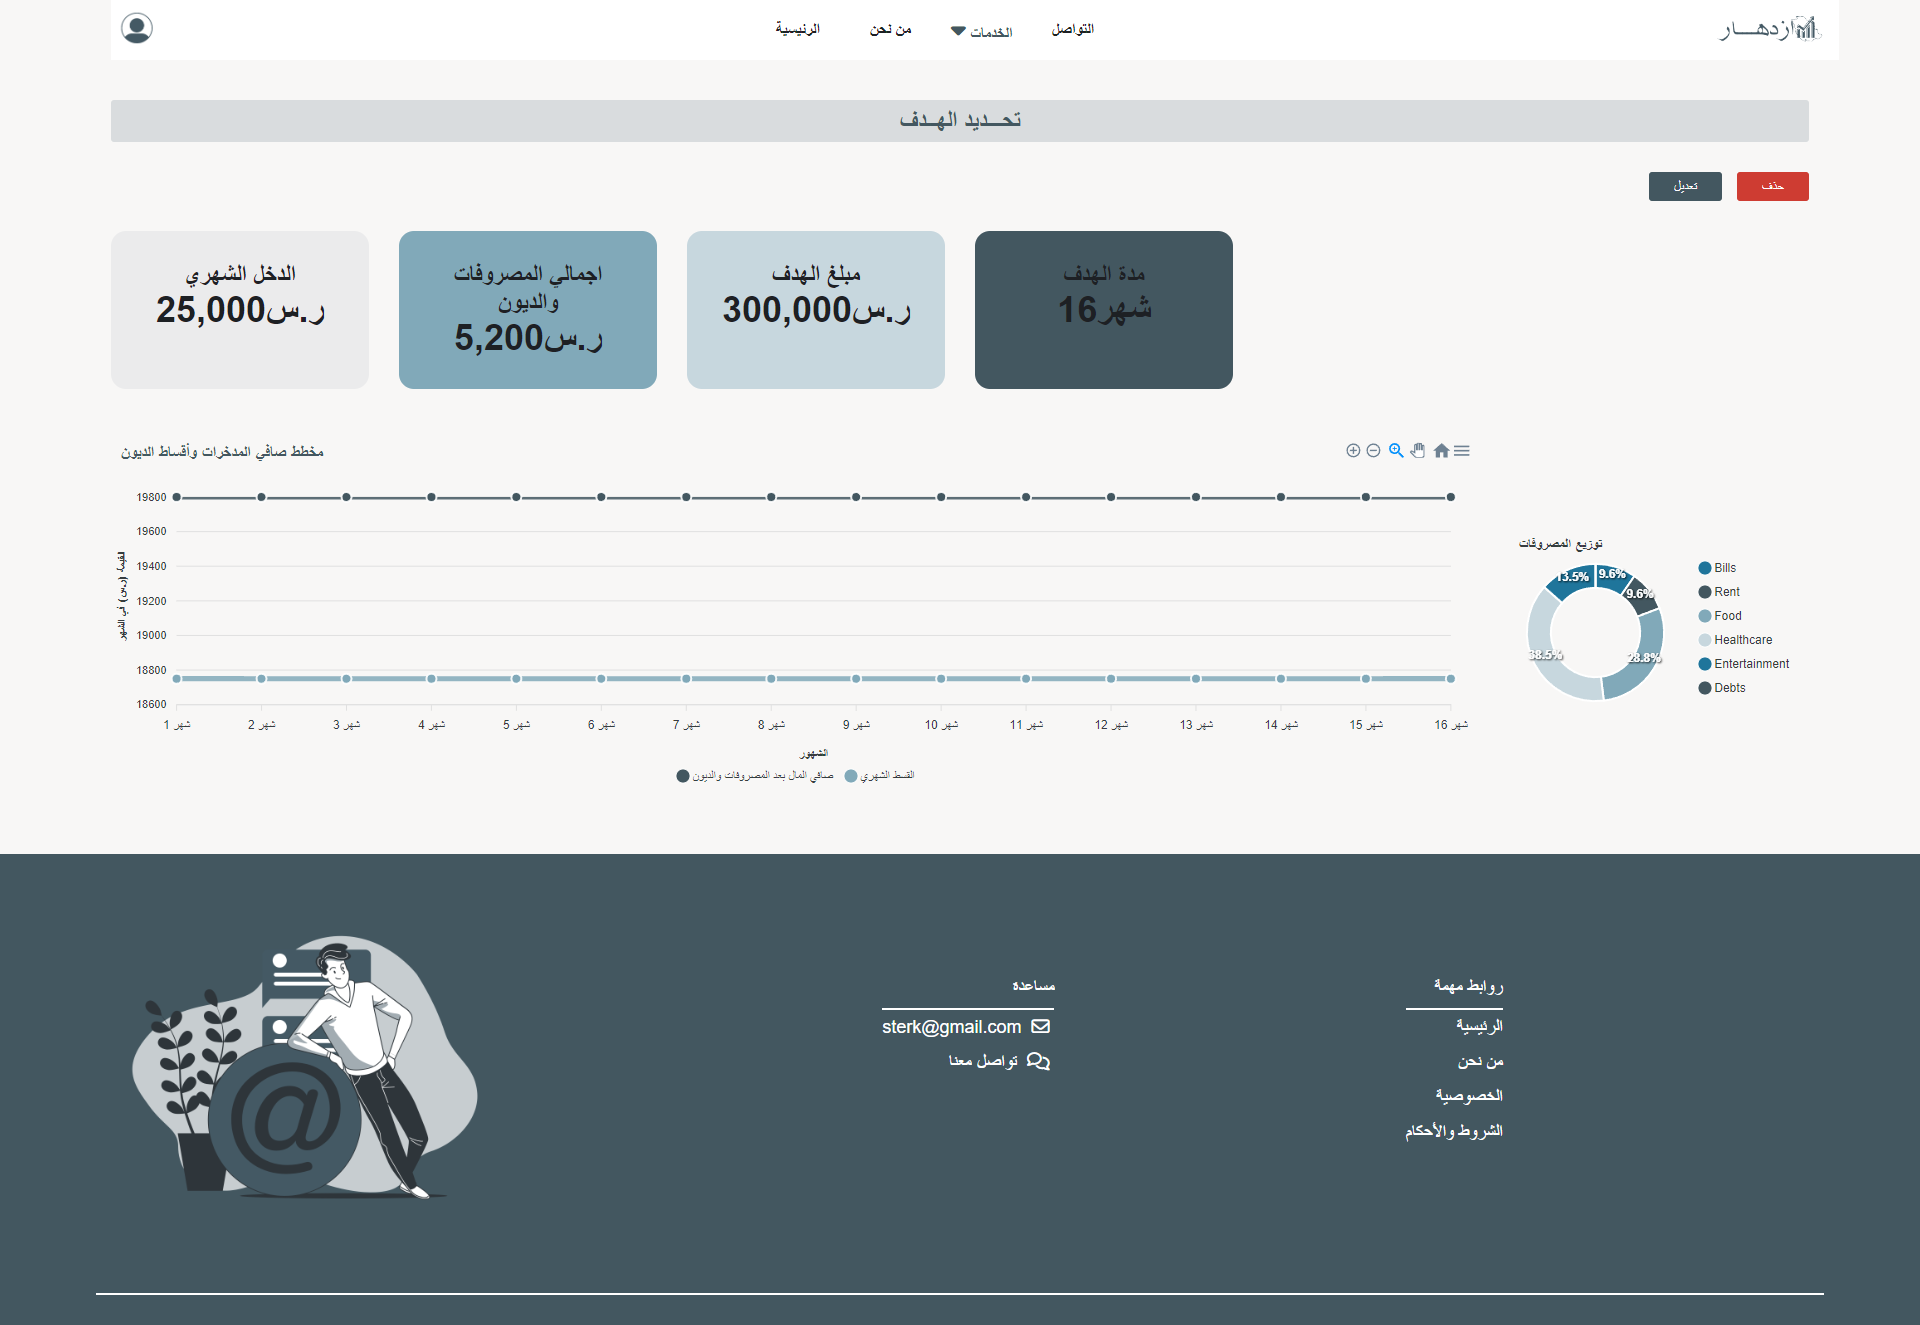 ازدهـــار
التواصل
الخدمات
من نحن
الرئيسية
تحـــديد الهــدف
حذف
تعديل
مدة الهدف
16شهر
مبلغ الهدف
300,000ر.س
اجمالي المصروفات
والديون
5,200ر.س
الدخل الشهري
25,000ر.س
مخطط صافي المدخرات وأقساط الديون
19800
19600
19400
19200
19000
18800
18600
القيمة (ر.س) في الشهر
شهر 1
شهر 2
شهر 3
شهر 4
شهر 5
شهر 6
شهر 7
شهر 8
شهر 9
شهر 10
شهر 11
شهر 12
شهر 13
شهر 14
شهر 15
شهر 16
الشهور
صافي المال بعد المصروفات والديون
القسط الشهري
توزيع المصروفات
9.6%
9.6%
28.8%
38.5%
13.5%
Bills
Rent
Food
Healthcare
Entertainment
Debts
روابط مهمة
الرئيسية
من نحن
الخصوصية
الشروط والأحكام
مساعدة
sterk@gmail.com
تواصل معنا
@